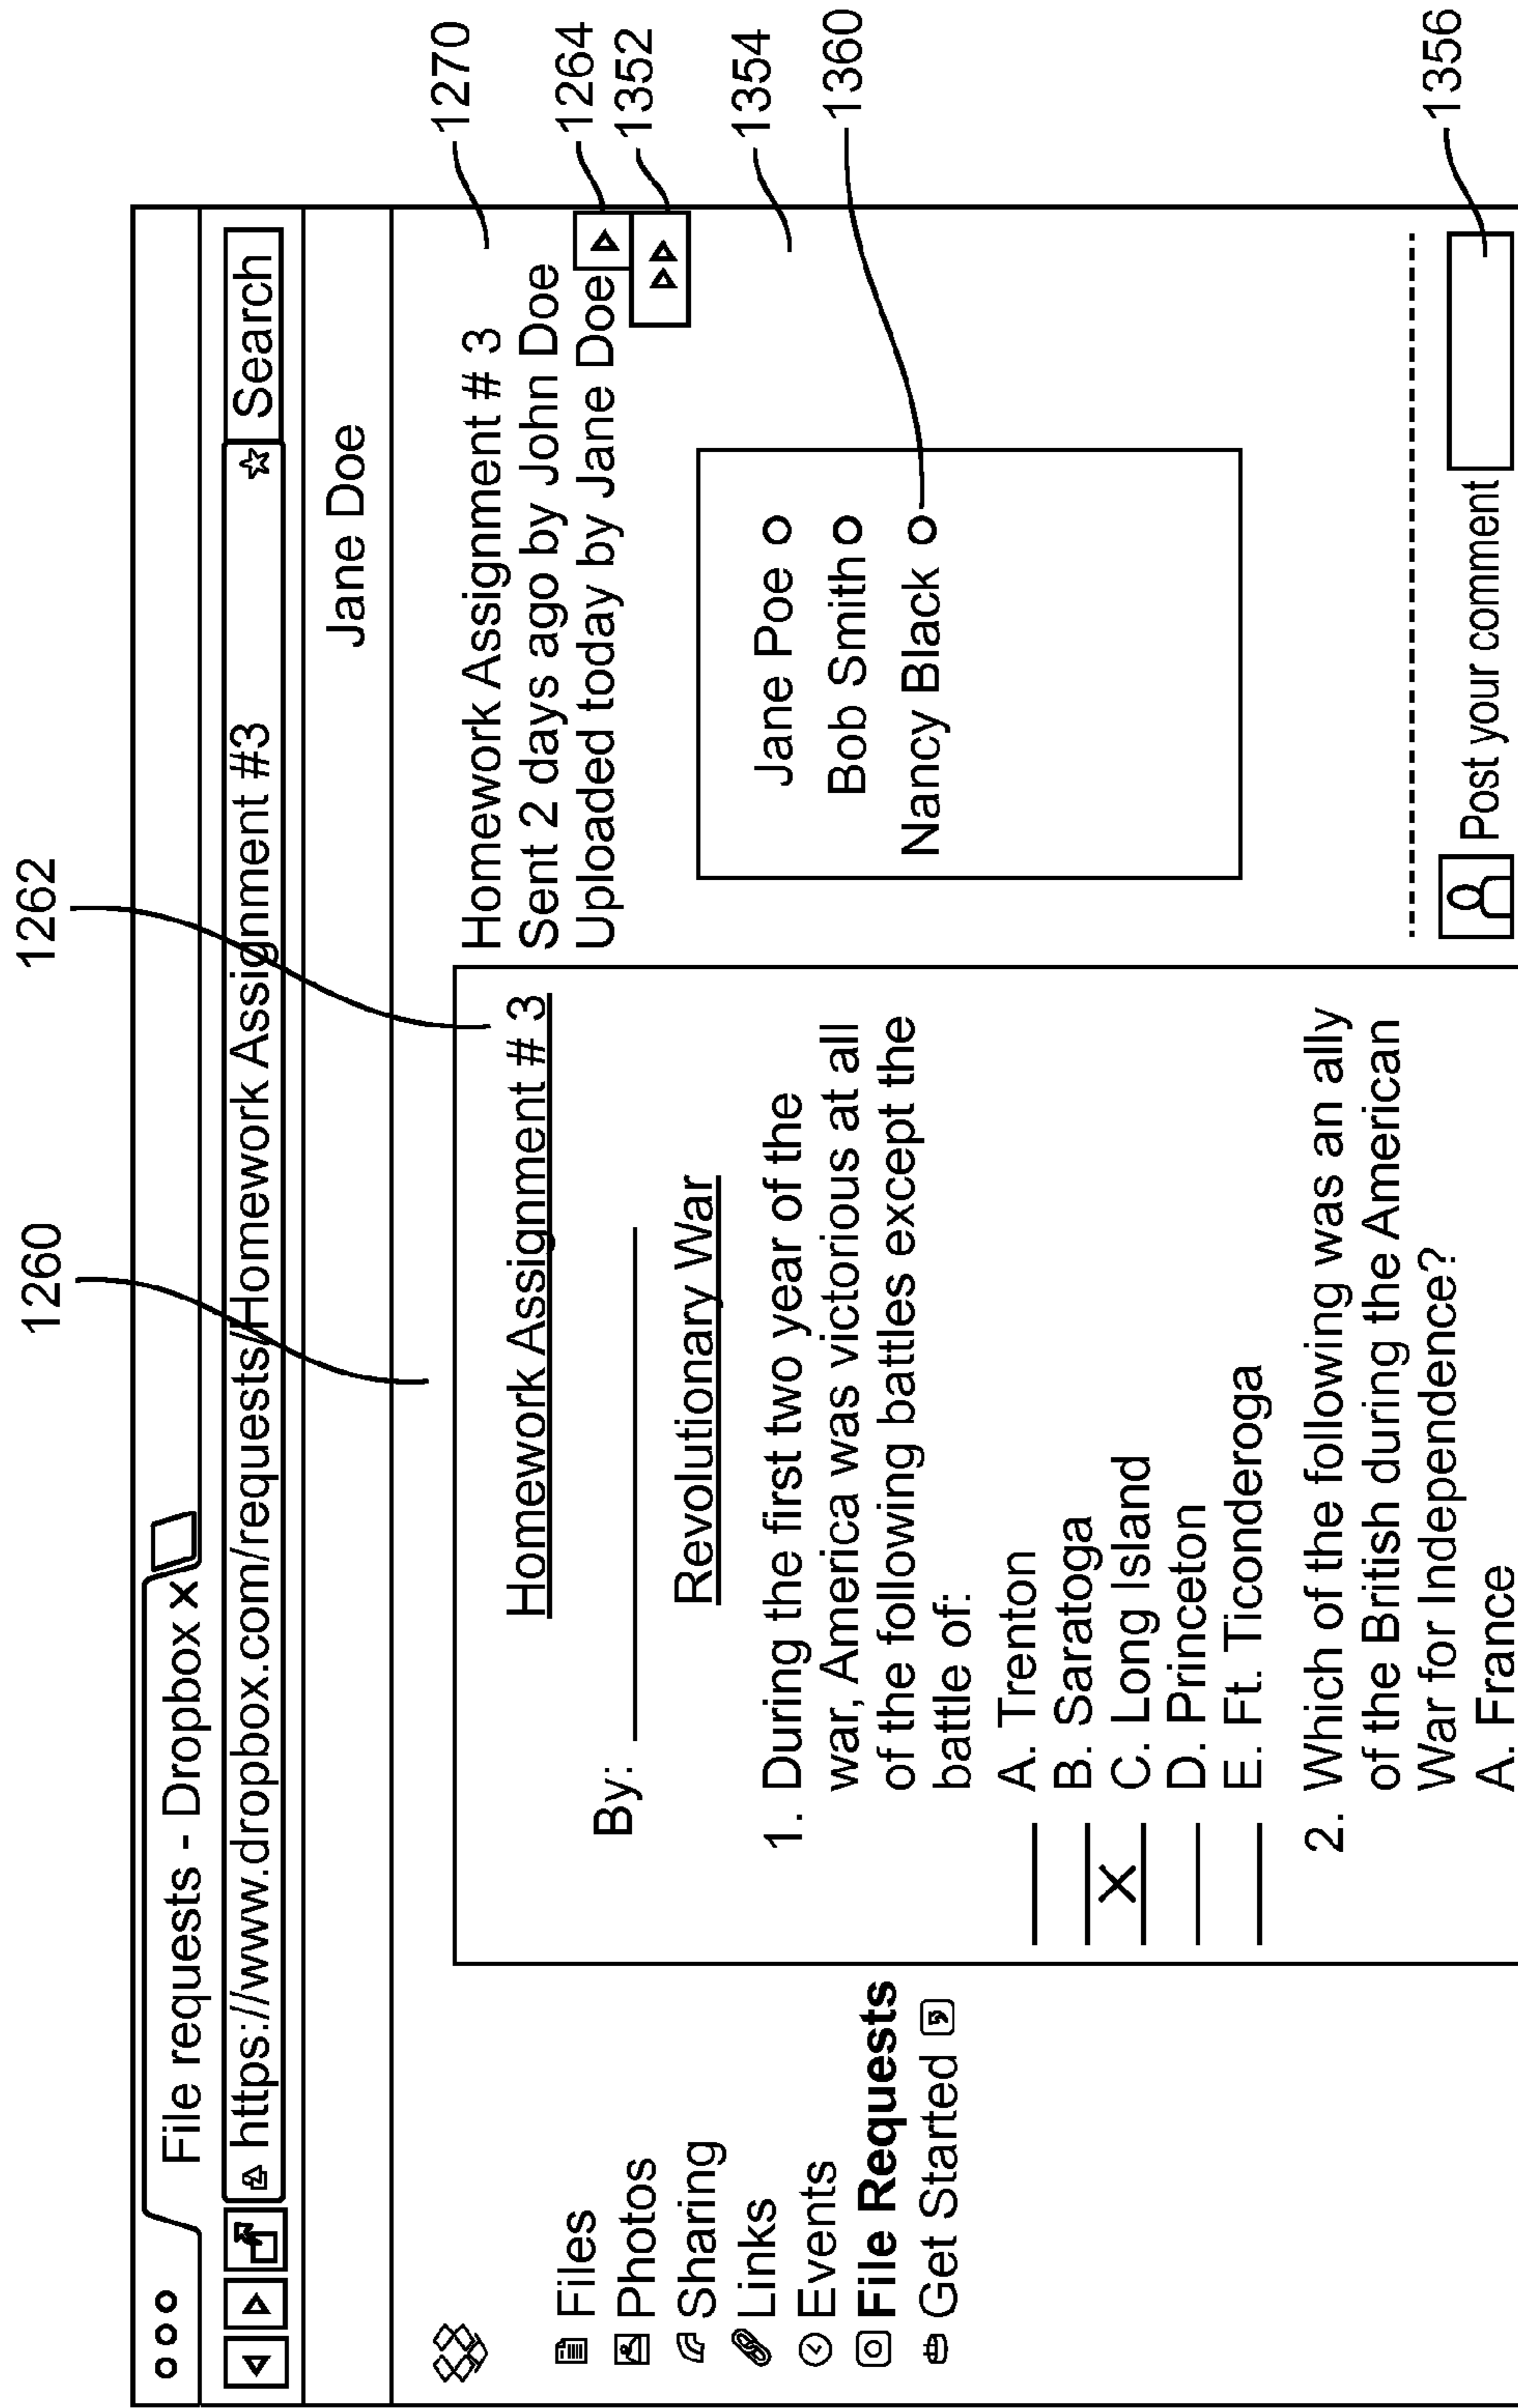 1260
1262
File requests - Dropbox ×
https://www.dropbox.com/requests/Homework Assignment #3
Search
Jane Doe
Files
Photos
Sharing
Links
Events
File Requests
Get Started
Homework Assignment # 3
By:
Revolutionary War
1. During the first two year of the
war, America was victorious at all
of the following battles except the
battle of:
A. Trenton
B. Saratoga
X C. Long Island
D. Princeton
E. Ft. Ticonderoga
2. Which of the following was an ally
of the British during the American
War for Independence?
A. France
Homework Assignment # 3
Sent 2 days ago by John Doe
Uploaded today by Jane Doe
Jane Poe
Bob Smith
Nancy Black
Post your comment
1270
1264
1352
1354
1360
1356